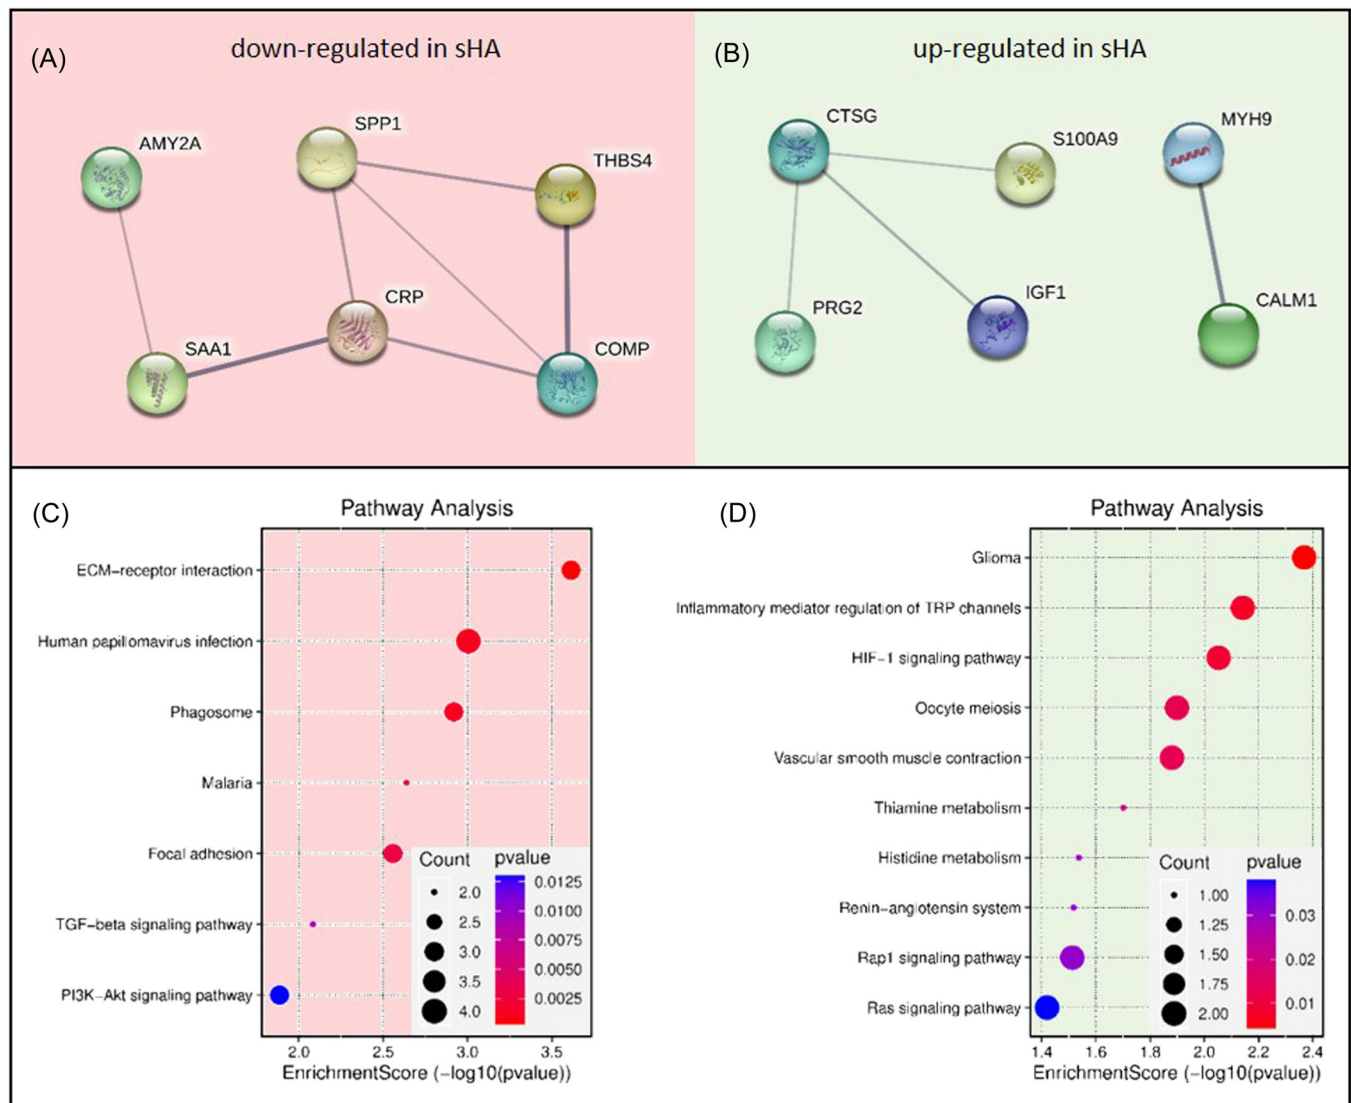 (A)
down-regulated in sHA
AMY2A
SPP1
THBS4
CRP
SAA1
COMP
(B)
up-regulated in sHA
CTSG
S100A9
MYH9
PRG2
IGF1
CALM1
(C)
Pathway Analysis
ECM−receptor interaction
Human papillomavirus infection
Phagosome
Malaria
Focal adhesion
TGF−beta signaling pathway
PI3K−Akt signaling pathway
Count
2.0
2.5
3.0
3.5
4.0
pvalue
0.0125
0.0100
0.0075
0.0050
0.0025
2.0 2.5 3.0 3.5
EnrichmentScore (−log10(pvalue))
(D)
Pathway Analysis
Glioma
Inflammatory mediator regulation of TRP channels
HIF−1 signaling pathway
Oocyte meiosis
Vascular smooth muscle contraction
Thiamine metabolism
Histidine metabolism
Renin−angiotensin system
Rap1 signaling pathway
Ras signaling pathway
Count
1.00
1.25
1.50
1.75
2.00
pvalue
0.03
0.02
0.01
1.4 1.6 1.8 2.0 2.2 2.4
EnrichmentScore (−log10(pvalue))